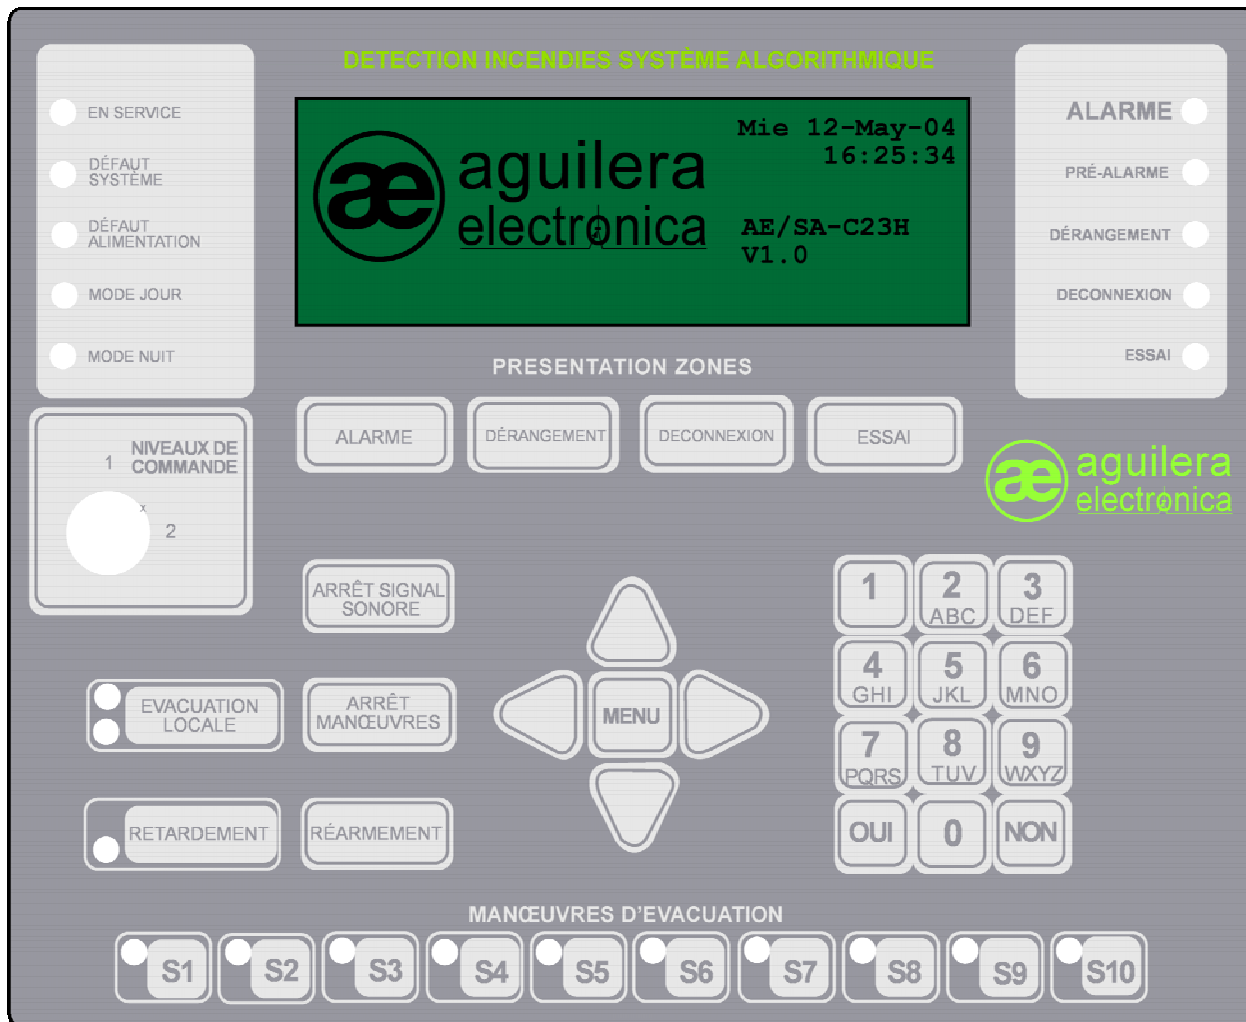 DETECTION INCENDIES SYSTÈME ALGORITHMIQUE
EN SERVICE
DÉFAUT
SYSTÈME
DÉFAUT
ALIMENTATION
MODE JOUR
MODE NUIT
ae aguilera
electrónica
Mie 12-May-04
16:25:34
AE/SA-C23H
V1.0
ALARME
PRÉ-ALARME
DÉRANGEMENT
DECONNEXION
ESSAI
PRESENTATION ZONES
ALARME
DÉRANGEMENT
DECONNEXION
ESSAI
NIVEAUX DE
1 COMMANDE
x
2
ae aguilera
electrónica
ARRÊT SIGNAL
SONORE
EVACUATION
LOCALE
ARRÊT
MANŒUVRES
RETARDEMENT
RÉARMEMENT
MENU
1 2 3
ABC DEF
4 5 6
GHI JKL MNO
7 8 9
PQRS TUV WXYZ
OUI 0 NON
MANŒUVRES D'EVACUATION
S1 S2 S3 S4 S5 S6 S7 S8 S9 S10